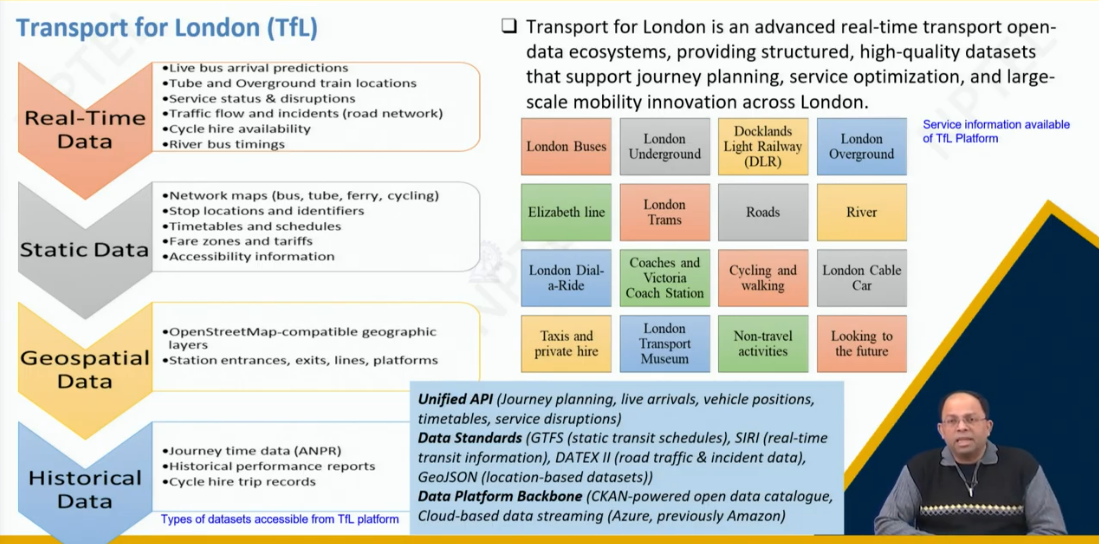 Transport for London (TfL)
Real-Time
Data
•Live bus arrival predictions
•Tube and Overground train locations
•Service status & disruptions
•Traffic flow and incidents (road network)
•Cycle hire availability
•River bus timings
Static Data
•Network maps (bus, tube, ferry, cycling)
•Stop locations and identifiers
•Timetables and schedules
•Fare zones and tariffs
•Accessibility information
Geospatial
Data
•OpenStreetMap-compatible geographic
layers
•Station entrances, exits, lines, platforms
Historical
Data
•Journey time data (ANPR)
•Historical performance reports
•Cycle hire trip records
Types of datasets accessible from TfL platform
❑ Transport for London is an advanced real-time transport open-
data ecosystems, providing structured, high-quality datasets
that support journey planning, service optimization, and large-
scale mobility innovation across London.
Service information available
of TfL Platform
London Buses
London
Underground
Docklands
Light Railway
(DLR)
London
Overground
Elizabeth line
London
Trams
Roads
River
London Dial-
a-Ride
Coaches and
Victoria
Coach Station
Cycling and
walking
London Cable
Car
Taxis and
private hire
London
Transport
Museum
Non-travel
activities
Looking to
the future
Unified API (Journey planning, live arrivals, vehicle positions,
timetables, service disruptions)
Data Standards (GTFS (static transit schedules), SIRI (real-time
transit information), DATEX II (road traffic & incident data),
GeoJSON (location-based datasets))
Data Platform Backbone (CKAN-powered open data catalogue,
Cloud-based data streaming (Azure, previously Amazon)
NPTEL
NPTEL
NPTEL